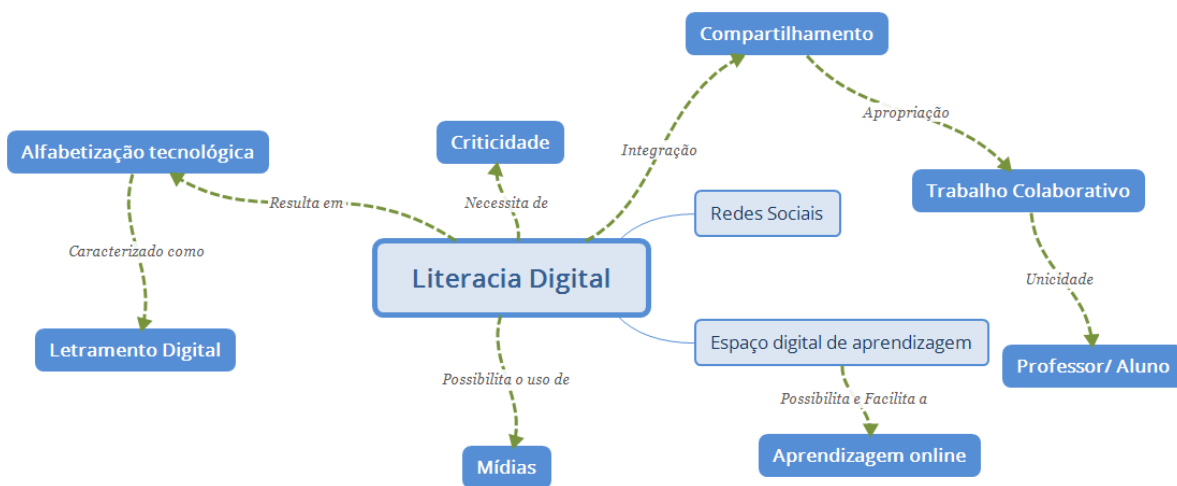 Compartilhamento
Apropriação
Criticidade
Integração
Alfabetização tecnológica
Trabalho Colaborativo
Resulta em
Necessita de
Redes Sociais
Caracterizado como
Literacia Digital
Unicidade
Letramento Digital
Espaço digital de aprendizagem
Professor/ Aluno
Possibilita o uso de
Possibilita e Facilita a
Mídias
Aprendizagem online